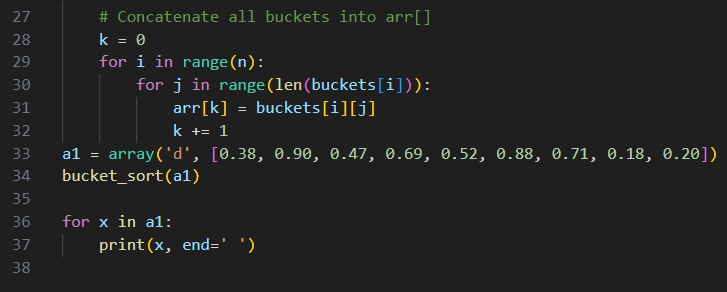 27 # Concatenate all buckets into arr[]
28 k = 0
29 for i in range(n):
30 for j in range(len(buckets[i])):
31 arr[k] = buckets[i][j]
32 k += 1
33 a1 = array('d', [0.38, 0.90, 0.47, 0.69, 0.52, 0.88, 0.71, 0.18, 0.20])
34 bucket_sort(a1)
35
36 for x in a1:
37 print(x, end=' ')
38